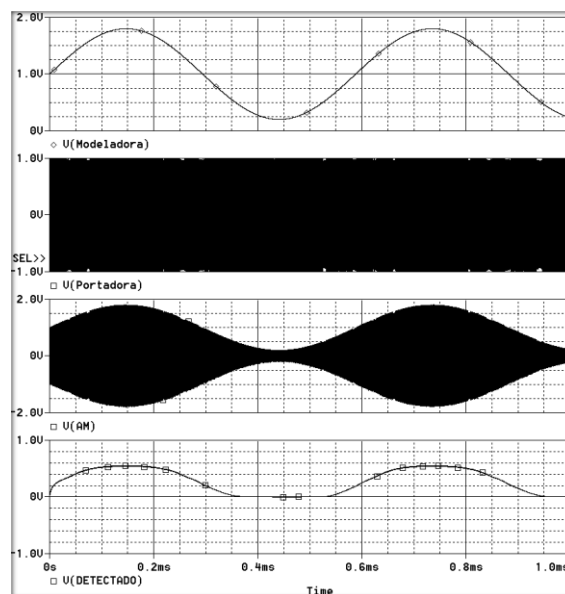 2.0V
1.0V
0V
◇ V(Modeladora)
1.0V
0V
SEL>>
-1.0V
□ V(Portadora)
2.0V
0V
-2.0V
□ V(AM)
1.0V
0V
-1.0V
0s 0.2ms 0.4ms 0.6ms 0.8ms 1.0ms
□ V(DETECTADO)
Time